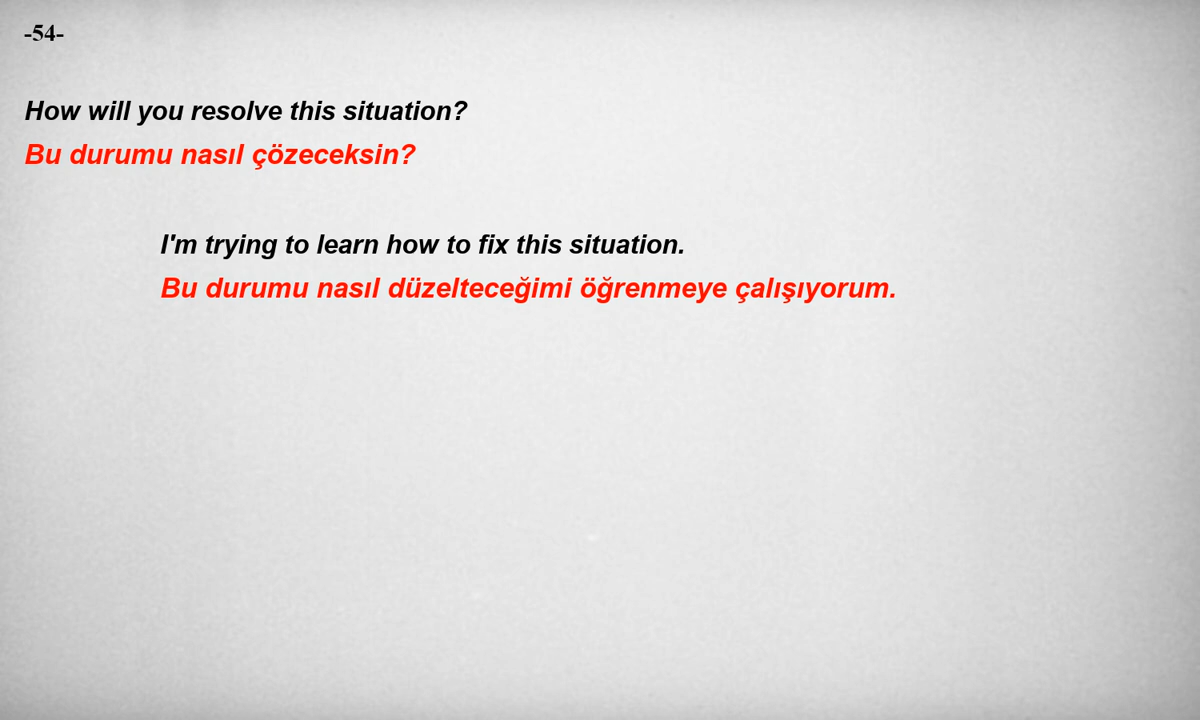 -54-
How will you resolve this situation?
Bu durumu nasıl çözeceksin?
I'm trying to learn how to fix this situation.
Bu durumu nasıl düzelteceğimi öğrenmeye çalışıyorum.